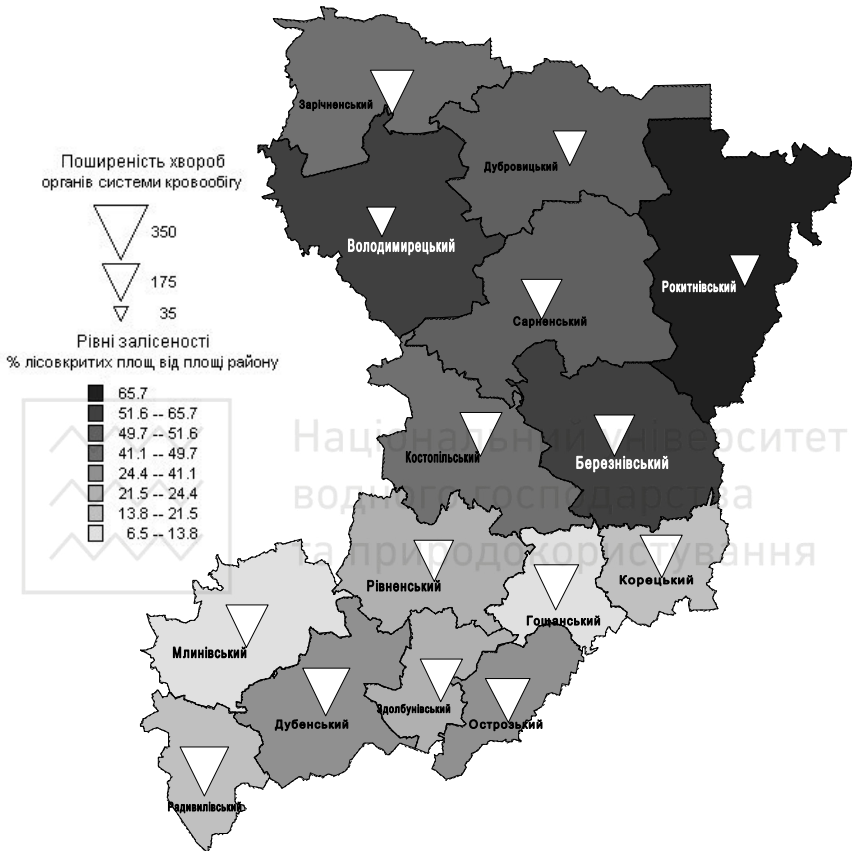 Зарічненський
Дубровицький
Поширеність хвороб
органів системи кровообігу
350
175
35
Володимирецький
Рокитнівський
Сарненський
Рівні залісеності
% лісовкритих площ від площі району
65.7
51.6 -- 65.7
49.7 -- 51.6
41.1 -- 49.7
24.4 -- 41.1
21.5 -- 24.4
13.8 -- 21.5
6.5 -- 13.8
Національний університет
водного господарства
та природокористування
Костопільський
Березнівський
Рівненський
Корецький
Гощанський
Млинівський
Здолбунівський
Дубенський
Острозький
Радивилівський